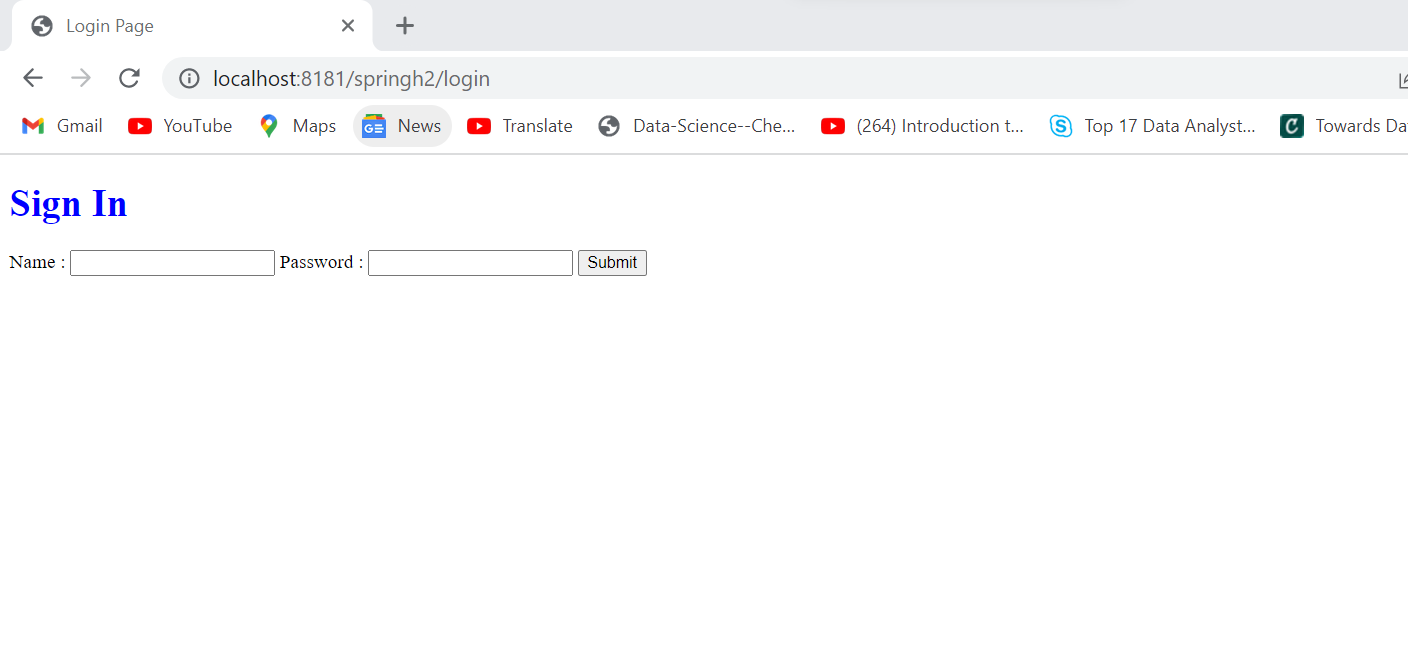 Login Page
localhost:8181/springh2/login
Gmail YouTube Maps News Translate Data-Science--Che... (264) Introduction t... Top 17 Data Analyst... Towards Da
Sign In
Name : Password : Submit